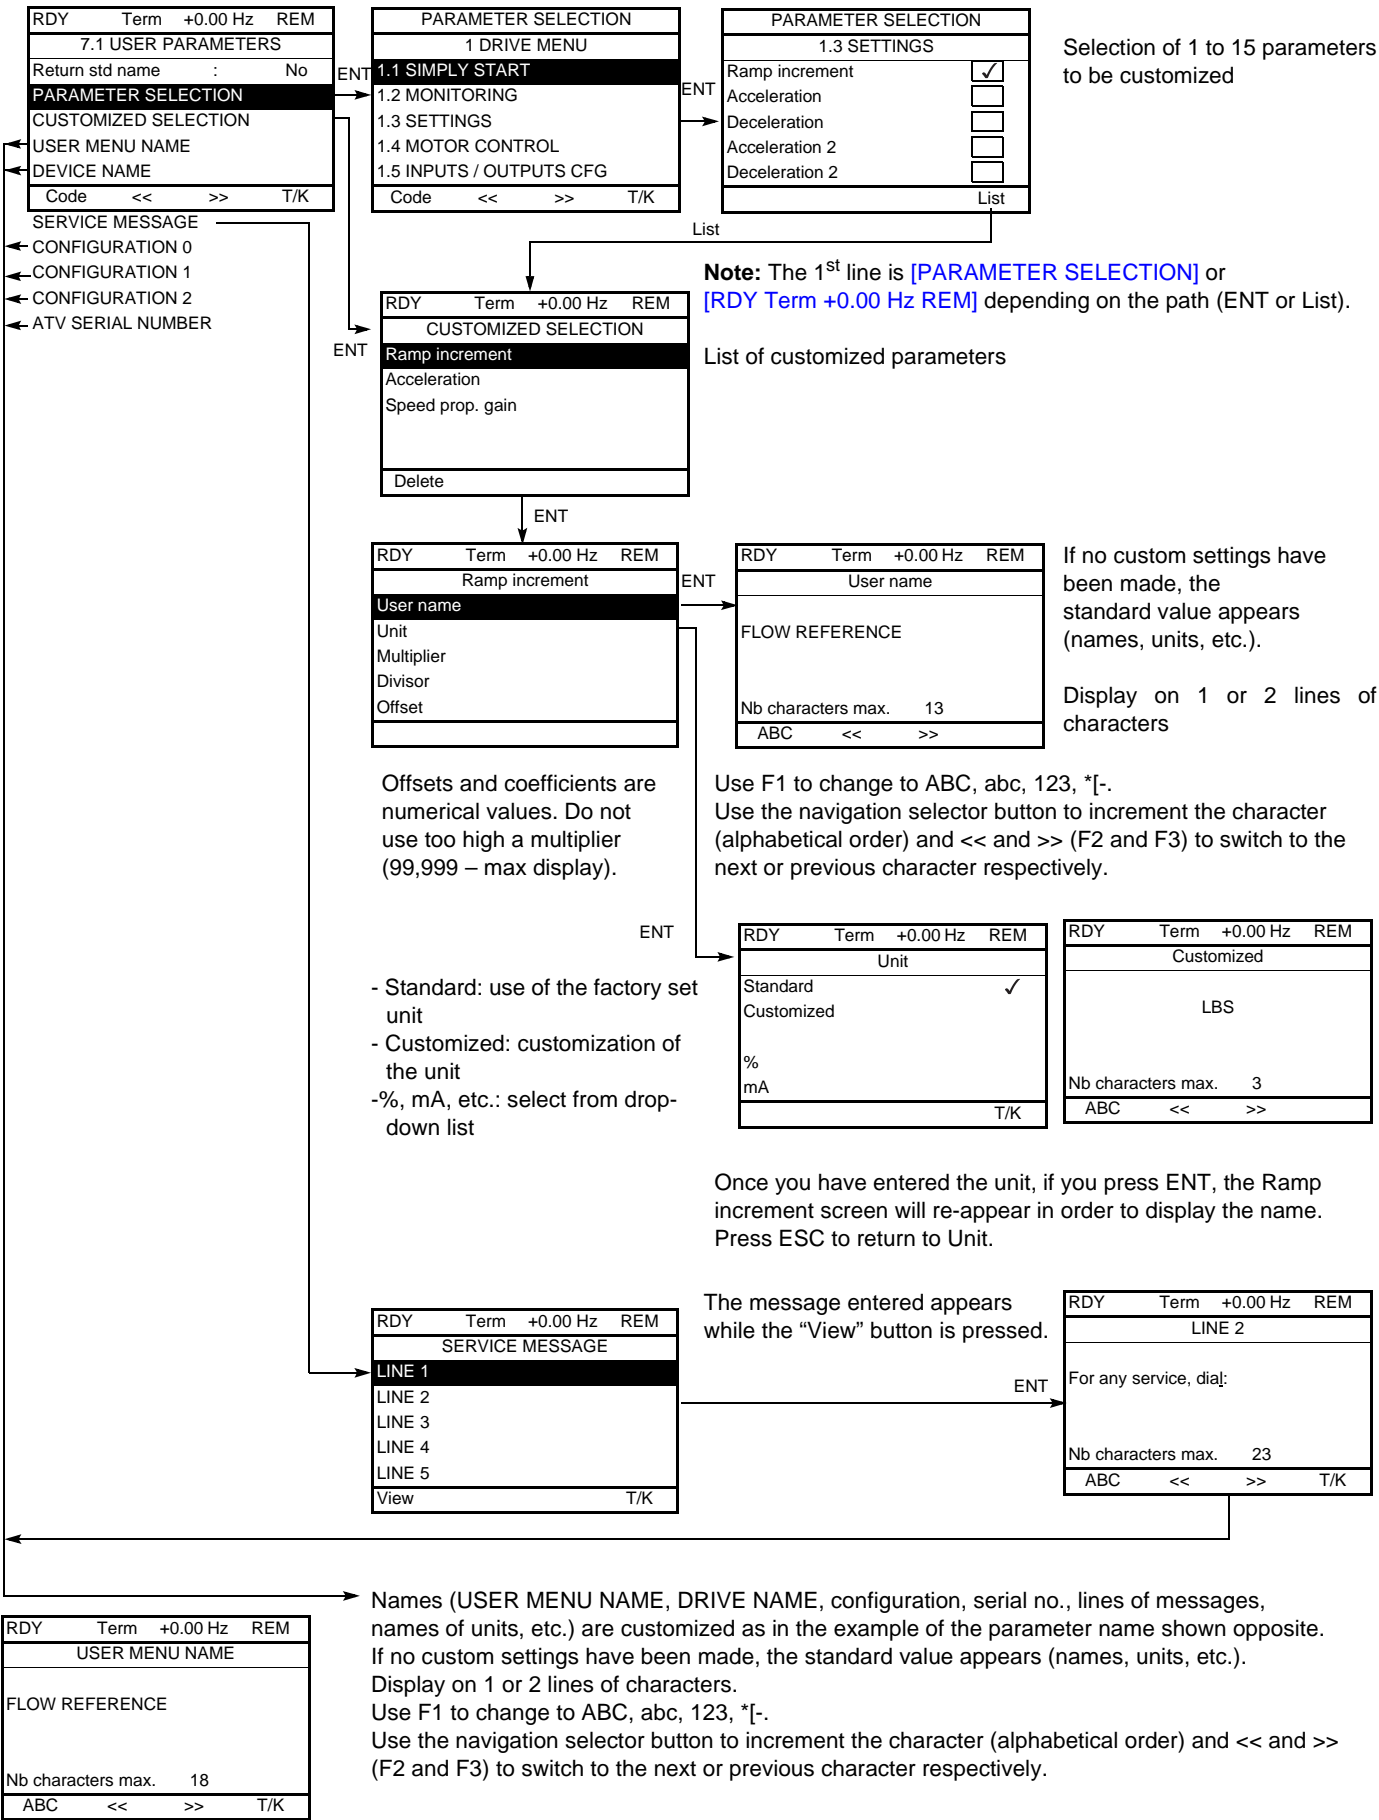 RDY Term +0.00 Hz REM
7.1 USER PARAMETERS
Return std name : No
PARAMETER SELECTION
CUSTOMIZED SELECTION
USER MENU NAME
DEVICE NAME
Code << >> T/K
SERVICE MESSAGE
CONFIGURATION 0
CONFIGURATION 1
CONFIGURATION 2
ATV SERIAL NUMBER
ENT
PARAMETER SELECTION
1 DRIVE MENU
1.1 SIMPLY START
1.2 MONITORING
1.3 SETTINGS
1.4 MOTOR CONTROL
1.5 INPUTS / OUTPUTS CFG
Code << >> T/K
ENT
PARAMETER SELECTION
1.3 SETTINGS
Ramp increment ✓
Acceleration
Deceleration
Acceleration 2
Deceleration 2
List
Selection of 1 to 15 parameters
to be customized
List
Note: The 1st line is [PARAMETER SELECTION] or
[RDY Term +0.00 Hz REM] depending on the path (ENT or List).
ENT
RDY Term +0.00 Hz REM
CUSTOMIZED SELECTION
Ramp increment
Acceleration
Speed prop. gain
Delete
List of customized parameters
ENT
RDY Term +0.00 Hz REM
Ramp increment
User name
Unit
Multiplier
Divisor
Offset
ENT
RDY Term +0.00 Hz REM
User name
FLOW REFERENCE
Nb characters max. 13
ABC << >>
If no custom settings have
been made, the
standard value appears
(names, units, etc.).
Display on 1 or 2 lines of
characters
Offsets and coefficients are
numerical values. Do not
use too high a multiplier
(99,999 – max display).
Use F1 to change to ABC, abc, 123, *[-.
Use the navigation selector button to increment the character
(alphabetical order) and << and >> (F2 and F3) to switch to the
next or previous character respectively.
ENT
- Standard: use of the factory set
unit
- Customized: customization of
the unit
-%, mA, etc.: select from drop-
down list
RDY Term +0.00 Hz REM
Unit
Standard ✓
Customized
%
mA
T/K
RDY Term +0.00 Hz REM
Customized
LBS
Nb characters max. 3
ABC << >>
Once you have entered the unit, if you press ENT, the Ramp
increment screen will re-appear in order to display the name.
Press ESC to return to Unit.
RDY Term +0.00 Hz REM
SERVICE MESSAGE
LINE 1
LINE 2
LINE 3
LINE 4
LINE 5
View T/K
The message entered appears
while the “View” button is pressed.
ENT
RDY Term +0.00 Hz REM
LINE 2
For any service, dial:
Nb characters max. 23
ABC << >> T/K
RDY Term +0.00 Hz REM
USER MENU NAME
FLOW REFERENCE
Nb characters max. 18
ABC << >> T/K
Names (USER MENU NAME, DRIVE NAME, configuration, serial no., lines of messages,
names of units, etc.) are customized as in the example of the parameter name shown opposite.
If no custom settings have been made, the standard value appears (names, units, etc.).
Display on 1 or 2 lines of characters.
Use F1 to change to ABC, abc, 123, *[-.
Use the navigation selector button to increment the character (alphabetical order) and << and >>
(F2 and F3) to switch to the next or previous character respectively.